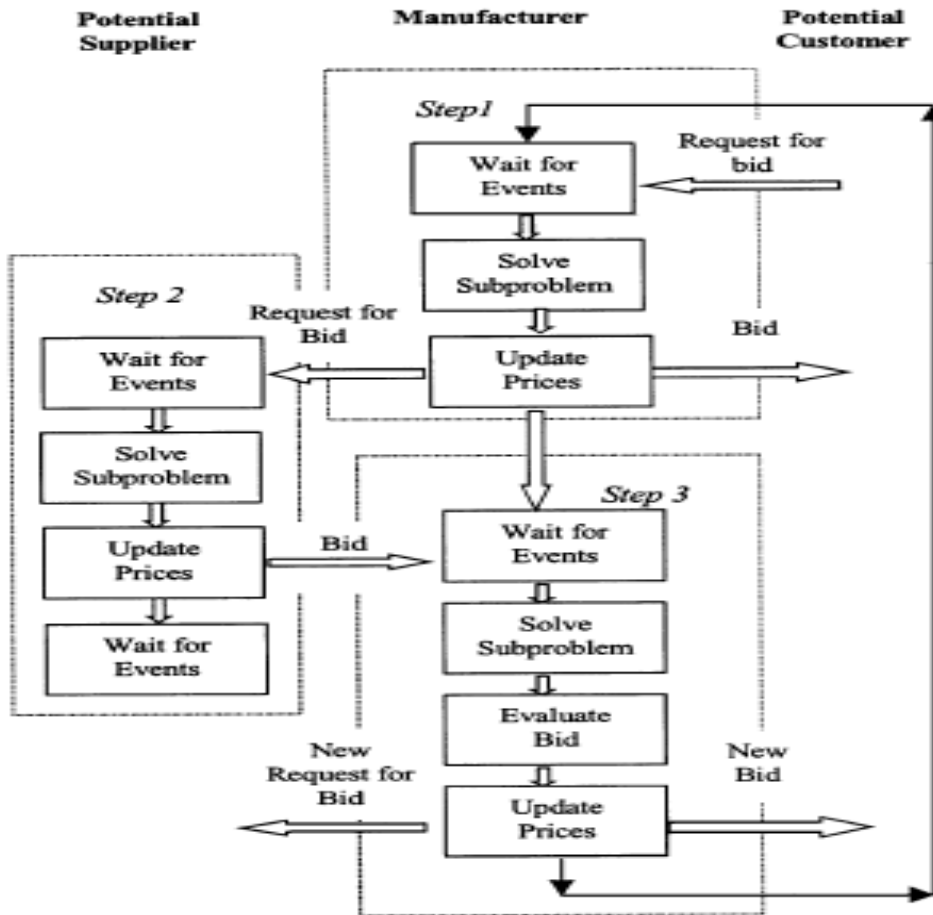 Potential
Supplier
Manufacturer
Potential
Customer
Step1
Wait for
Events
Request for
bid
Solve
Subproblem
Update
Prices
Request for
Bid
Bid
Step 2
Wait for
Events
Solve
Subproblem
Update
Prices
Bid
Wait for
Events
Step 3
Wait for
Events
Solve
Subproblem
Evaluate
Bid
Update
Prices
New
Request for
Bid
New
Bid